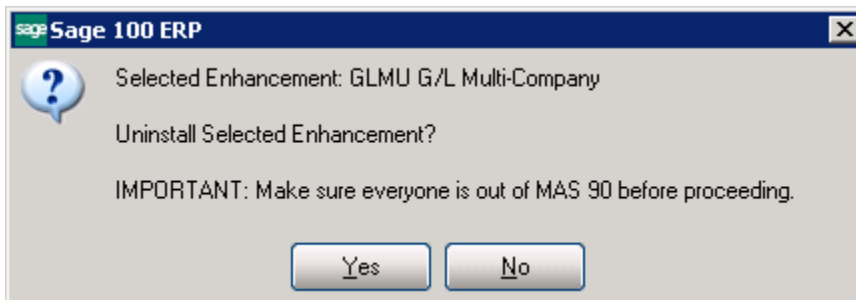 sage Sage 100 ERP
Selected Enhancement: GLMU G/L Multi-Company
Uninstall Selected Enhancement?
IMPORTANT: Make sure everyone is out of MAS 90 before proceeding.
Yes No